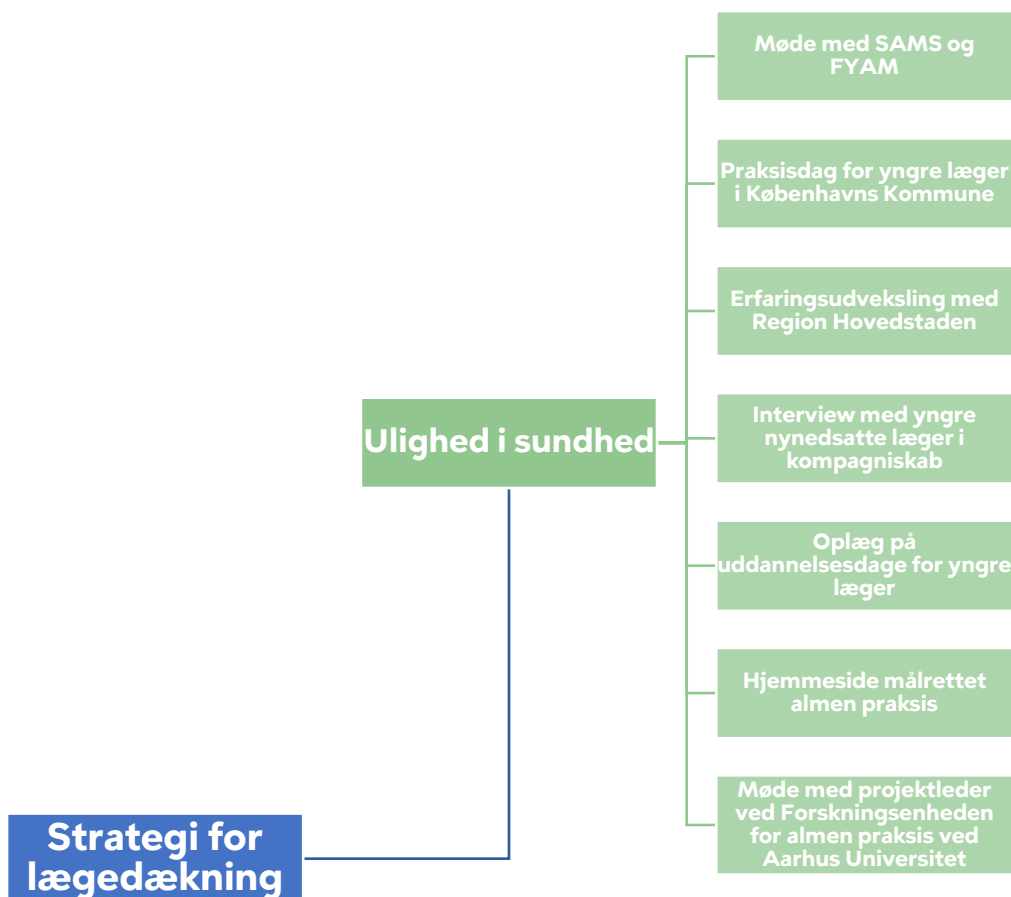 Møde med SAMS og
FYAM
Praksisdag for yngre læger
i Københavns Kommune
Erfaringsudveksling med
Region Hovedstaden
Ulighed i sundhed
Interview med yngre
nynedsatte læger i
kompagniskab
Oplæg på
uddannelsesdage for yngre
læger
Hjemmeside målrettet
almen praksis
Møde med projektleder
ved Forskningsenheden
for almen praksis ved
Aarhus Universitet
Strategi for
lægedækning